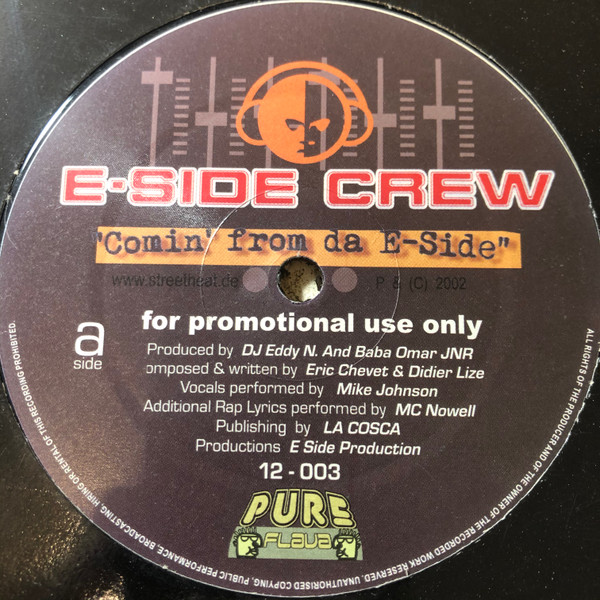 E-SIDE CREW
"Comin' from da E-Side"
www.streetheat.de
P & (C) 2002
for promotional use only
a
side
Produced by DJ Eddy N. And Baba Omar JNR
omposed & written by Eric Chevet & Didier Lize
Vocals performed by Mike Johnson
Additional Rap Lyrics performed by MC Nowell
Publishing by LA COSCA
Productions E Side Production
12 - 003
PURE
FLAVA
ALL RIGHTS OF THE PRODUCER AND OF THE OWNER OF THE RECORDED WORK RESERVED. UNAUTHORISED COPYING, PUBLIC PERFORMANCE BROADCASTING HIRING OR RENTAL OF THIS RECORDING PROHIBITED.